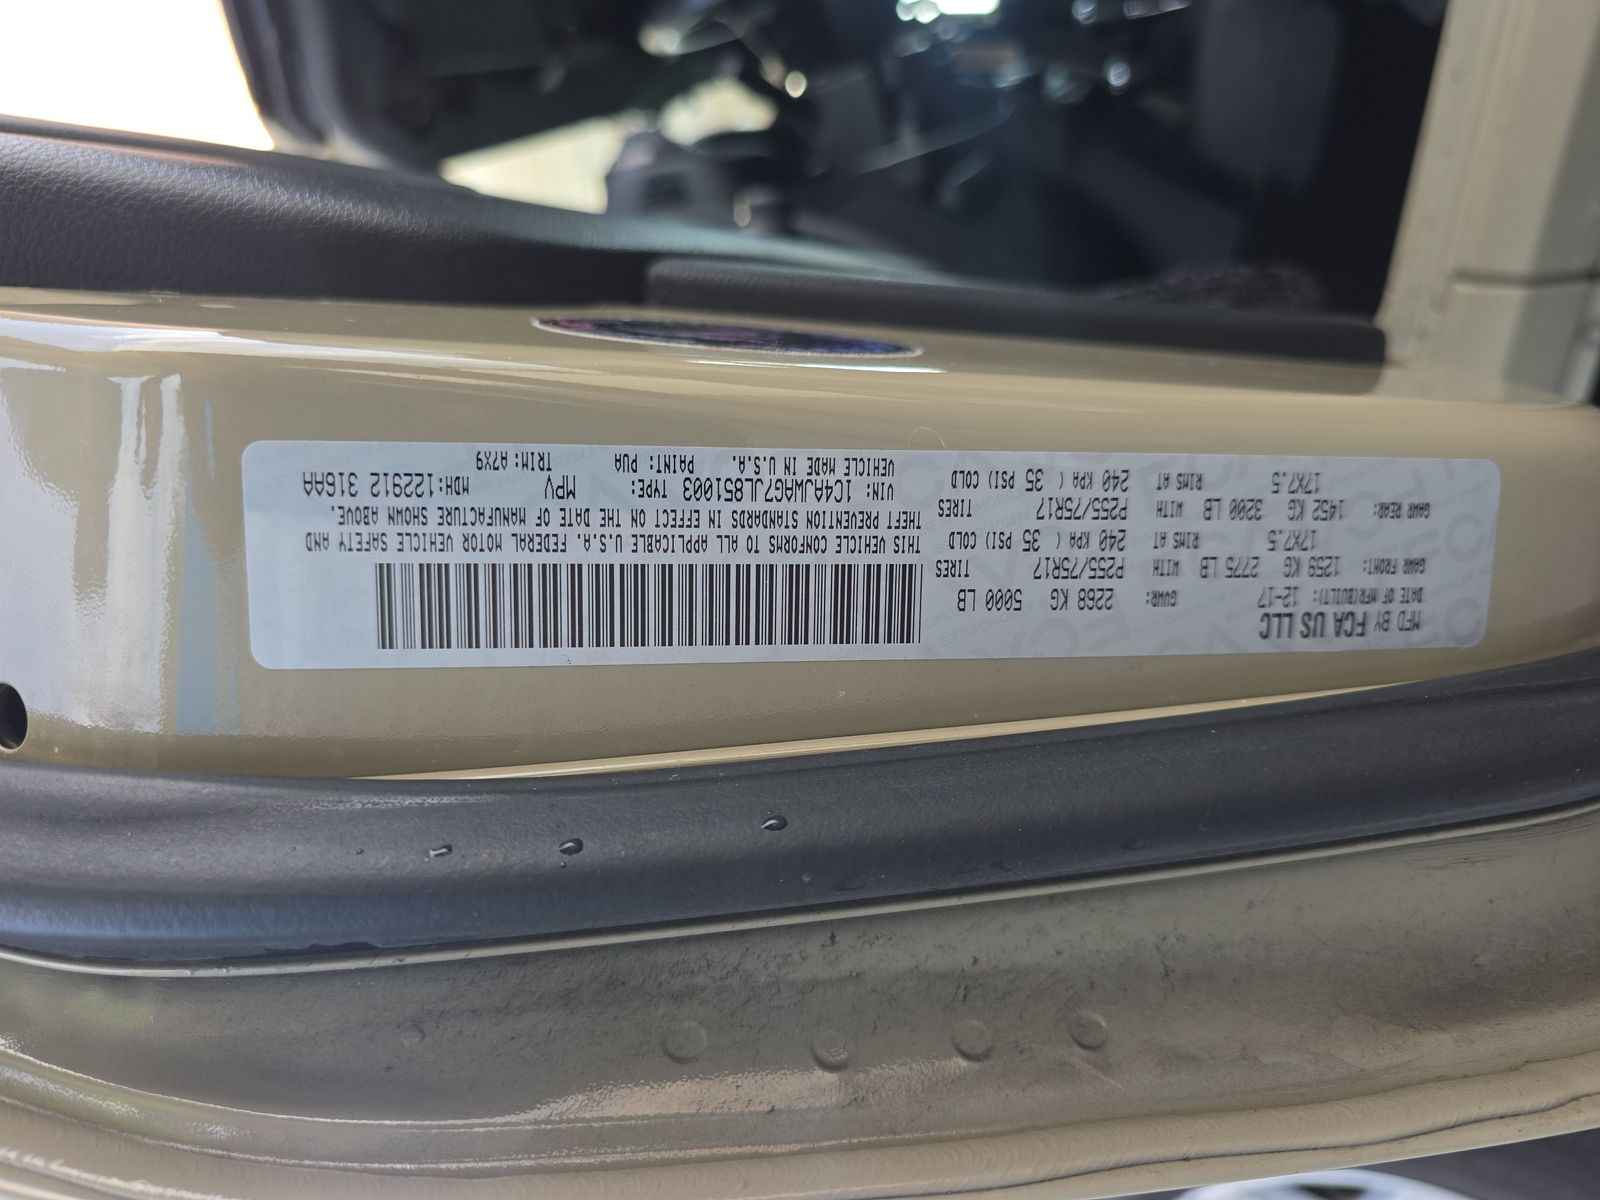 MFD BY FCA US LLC
DATE OF MFR(BUILT): 12-17 GVWR: 2268 KG 5000 LB
GAWR FRONT: 1259 KG 2775 LB WITH P255/75R17 TIRES
17X7.5 RIMS AT 240 KPA ( 35 PSI) COLD
GAWR REAR: 1452 KG 3200 LB WITH P255/75R17 TIRES
17X7.5 RIMS AT 240 KPA ( 35 PSI) COLD
THIS VEHICLE CONFORMS TO ALL APPLICABLE U.S.A. FEDERAL MOTOR VEHICLE SAFETY AND
THEFT PREVENTION STANDARDS IN EFFECT ON THE DATE OF MANUFACTURE SHOWN ABOVE.
VIN: 1C4AJWAG7JL851003 TYPE: MPV MDH:122912 316AA
VEHICLE MADE IN U.S.A. PAINT: PUA TRIM:A7X9